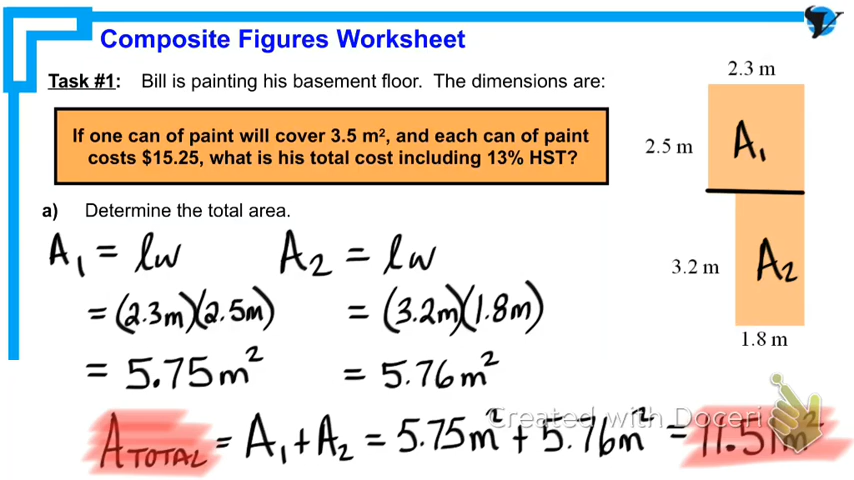 Composite Figures Worksheet
Task #1: Bill is painting his basement floor. The dimensions are:
If one can of paint will cover 3.5 m², and each can of paint
costs $15.25, what is his total cost including 13% HST?
2.3 m
2.5 m
A₁
3.2 m
A₂
1.8 m
a) Determine the total area.
A₁ = lw A₂ = lw
= (2.3m)(2.5m) = (3.2m)(1.8m)
= 5.75m² = 5.76m²
Created with Doceri
A TOTAL = A₁ + A₂ = 5.75m² + 5.76m² = 11.51m²